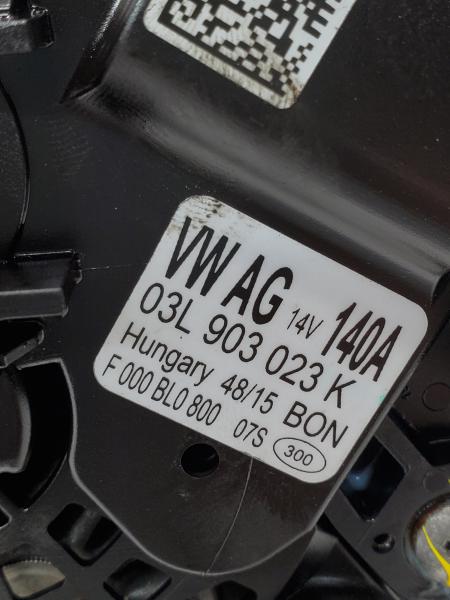 VW AG 14V 140A
03L 903 023 K
Hungary 48/15 BON
F 000 BL0 800 07S 300